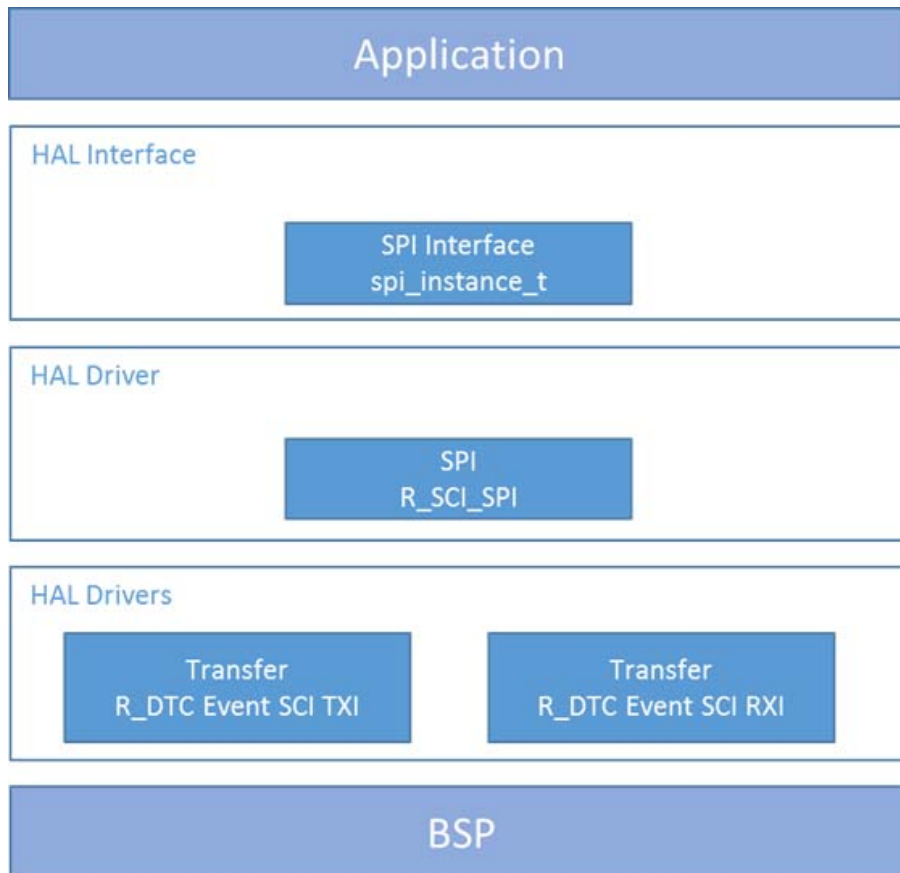 Application
HAL Interface
SPI Interface
spi_instance_t
HAL Driver
SPI
R_SCI_SPI
HAL Drivers
Transfer
R_DTC Event SCI TXI
Transfer
R_DTC Event SCI RXI
BSP